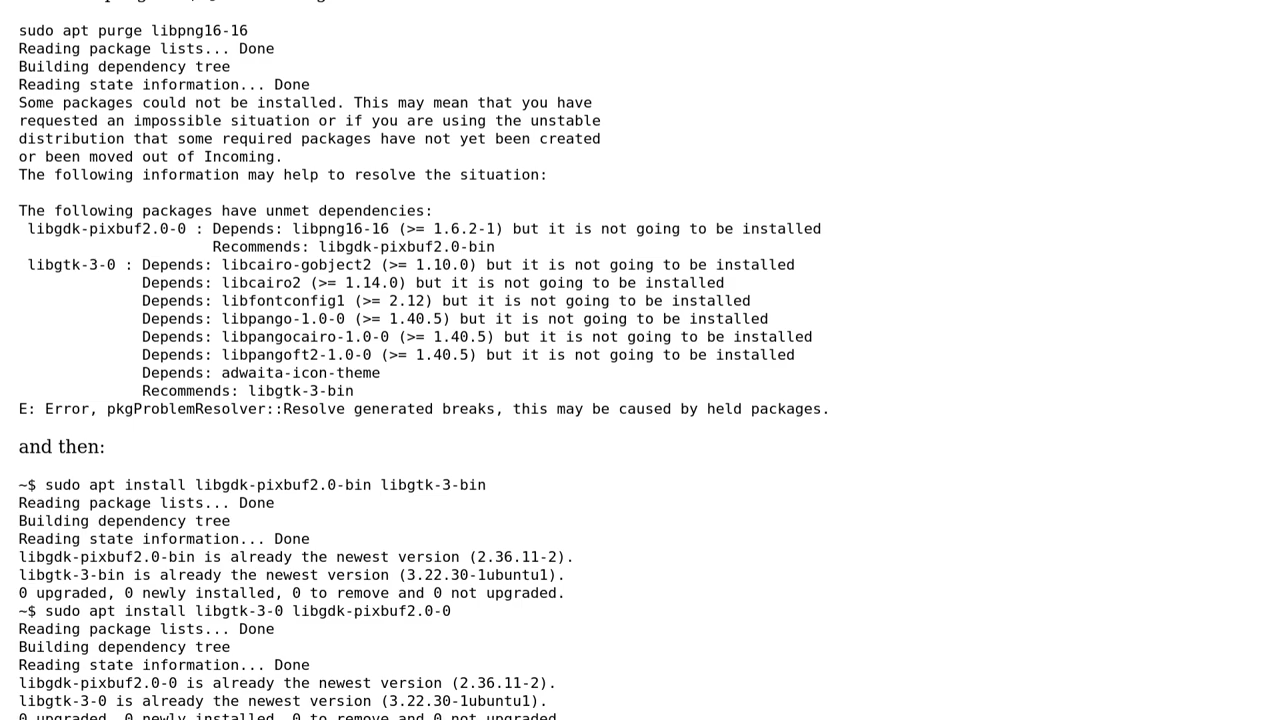 sudo apt purge libpng16-16
Reading package lists... Done
Building dependency tree
Reading state information... Done
Some packages could not be installed. This may mean that you have
requested an impossible situation or if you are using the unstable
distribution that some required packages have not yet been created
or been moved out of Incoming.
The following information may help to resolve the situation:

The following packages have unmet dependencies:
 libgdk-pixbuf2.0-0 : Depends: libpng16-16 (>= 1.6.2-1) but it is not going to be installed
                      Recommends: libgdk-pixbuf2.0-bin
 libgtk-3-0 : Depends: libcairo-gobject2 (>= 1.10.0) but it is not going to be installed
              Depends: libcairo2 (>= 1.14.0) but it is not going to be installed
              Depends: libfontconfig1 (>= 2.12) but it is not going to be installed
              Depends: libpango-1.0-0 (>= 1.40.5) but it is not going to be installed
              Depends: libpangocairo-1.0-0 (>= 1.40.5) but it is not going to be installed
              Depends: libpangoft2-1.0-0 (>= 1.40.5) but it is not going to be installed
              Depends: adwaita-icon-theme
              Recommends: libgtk-3-bin
E: Error, pkgProblemResolver::Resolve generated breaks, this may be caused by held packages.
and then:
~$ sudo apt install libgdk-pixbuf2.0-bin libgtk-3-bin
Reading package lists... Done
Building dependency tree
Reading state information... Done
libgdk-pixbuf2.0-bin is already the newest version (2.36.11-2).
libgtk-3-bin is already the newest version (3.22.30-1ubuntu1).
0 upgraded, 0 newly installed, 0 to remove and 0 not upgraded.
~$ sudo apt install libgtk-3-0 libgdk-pixbuf2.0-0
Reading package lists... Done
Building dependency tree
Reading state information... Done
libgdk-pixbuf2.0-0 is already the newest version (2.36.11-2).
libgtk-3-0 is already the newest version (3.22.30-1ubuntu1).
0 upgraded, 0 newly installed, 0 to remove and 0 not upgraded.